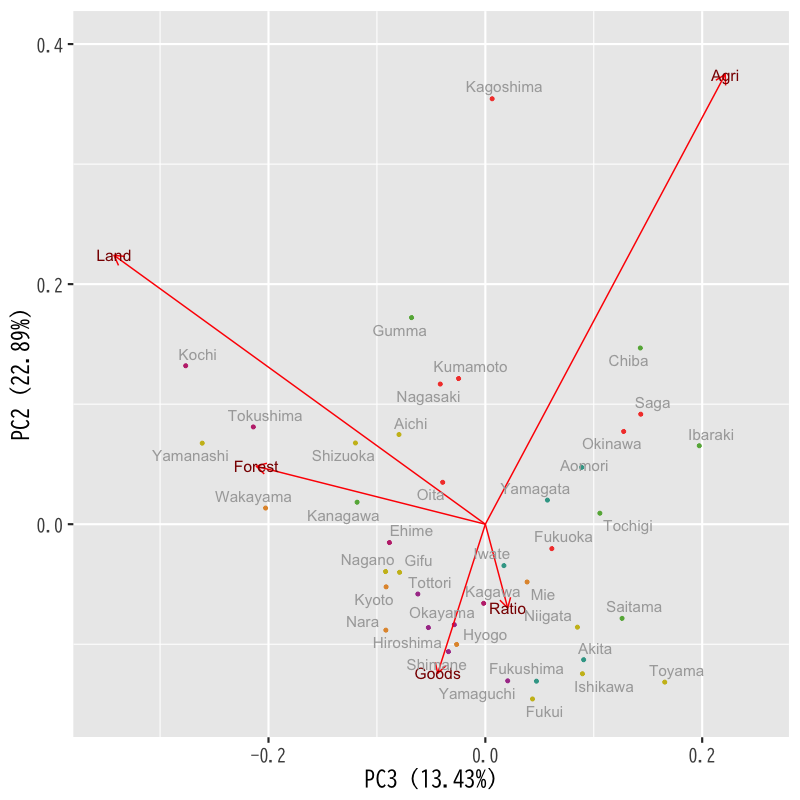 0.4
Agri
Kagoshima
Land
0.2
Gumma
Kochi
Kumamoto
Chiba
Nagasaki
Saga
Tokushima
Aichi
Ibaraki
Okinawa
Yamanashi
Shizuoka
Forest
Aomori
Oita
Yamagata
Wakayama
Kanagawa
0.0
Tochigi
Ehime
Fukuoka
Iwate
Nagano
Gifu
Tottori
Kagawa
Mie
Kyoto
Ratio
Saitama
Okayama
Niigata
Nara
Hyogo
Hiroshima
Akita
Shimane
Goods
Fukushima
Toyama
Ishikawa
Yamaguchi
Fukui
-0.2
0.0
0.2
PC3 (13.43%)
PC2 (22.89%)